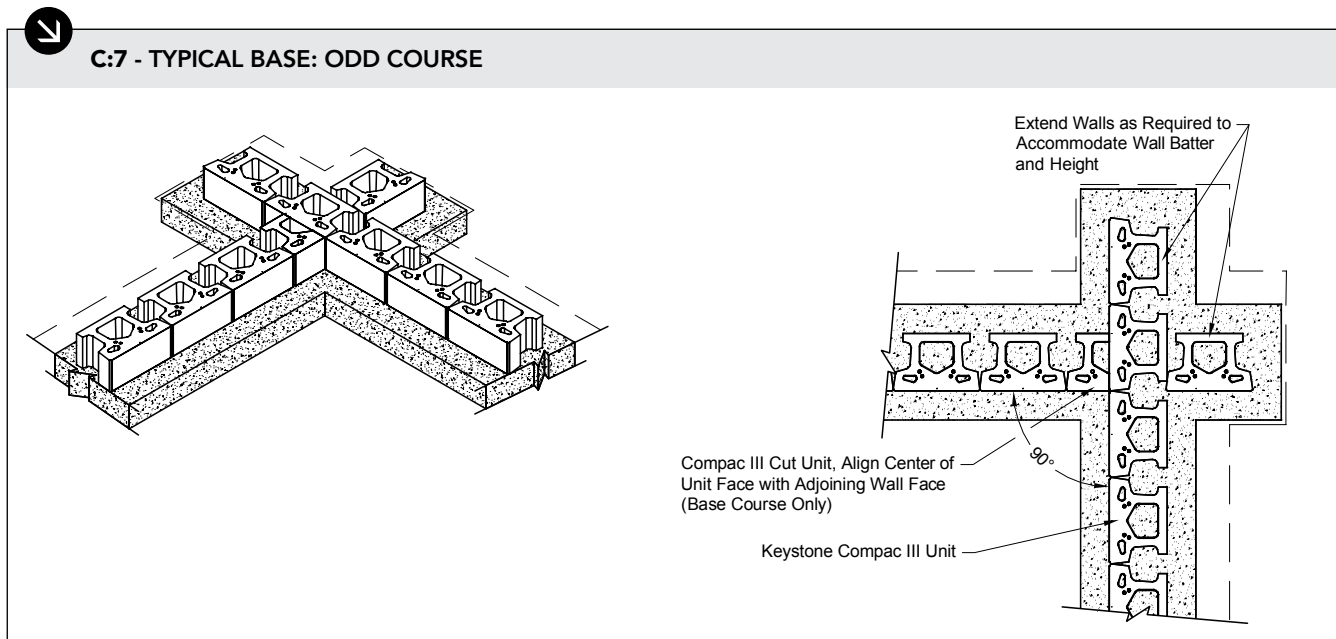 C:7 - TYPICAL BASE: ODD COURSE
Extend Walls as Required to
Accommodate Wall Batter
and Height
90°
Compac III Cut Unit, Align Center of
Unit Face with Adjoining Wall Face
(Base Course Only)
Keystone Compac III Unit